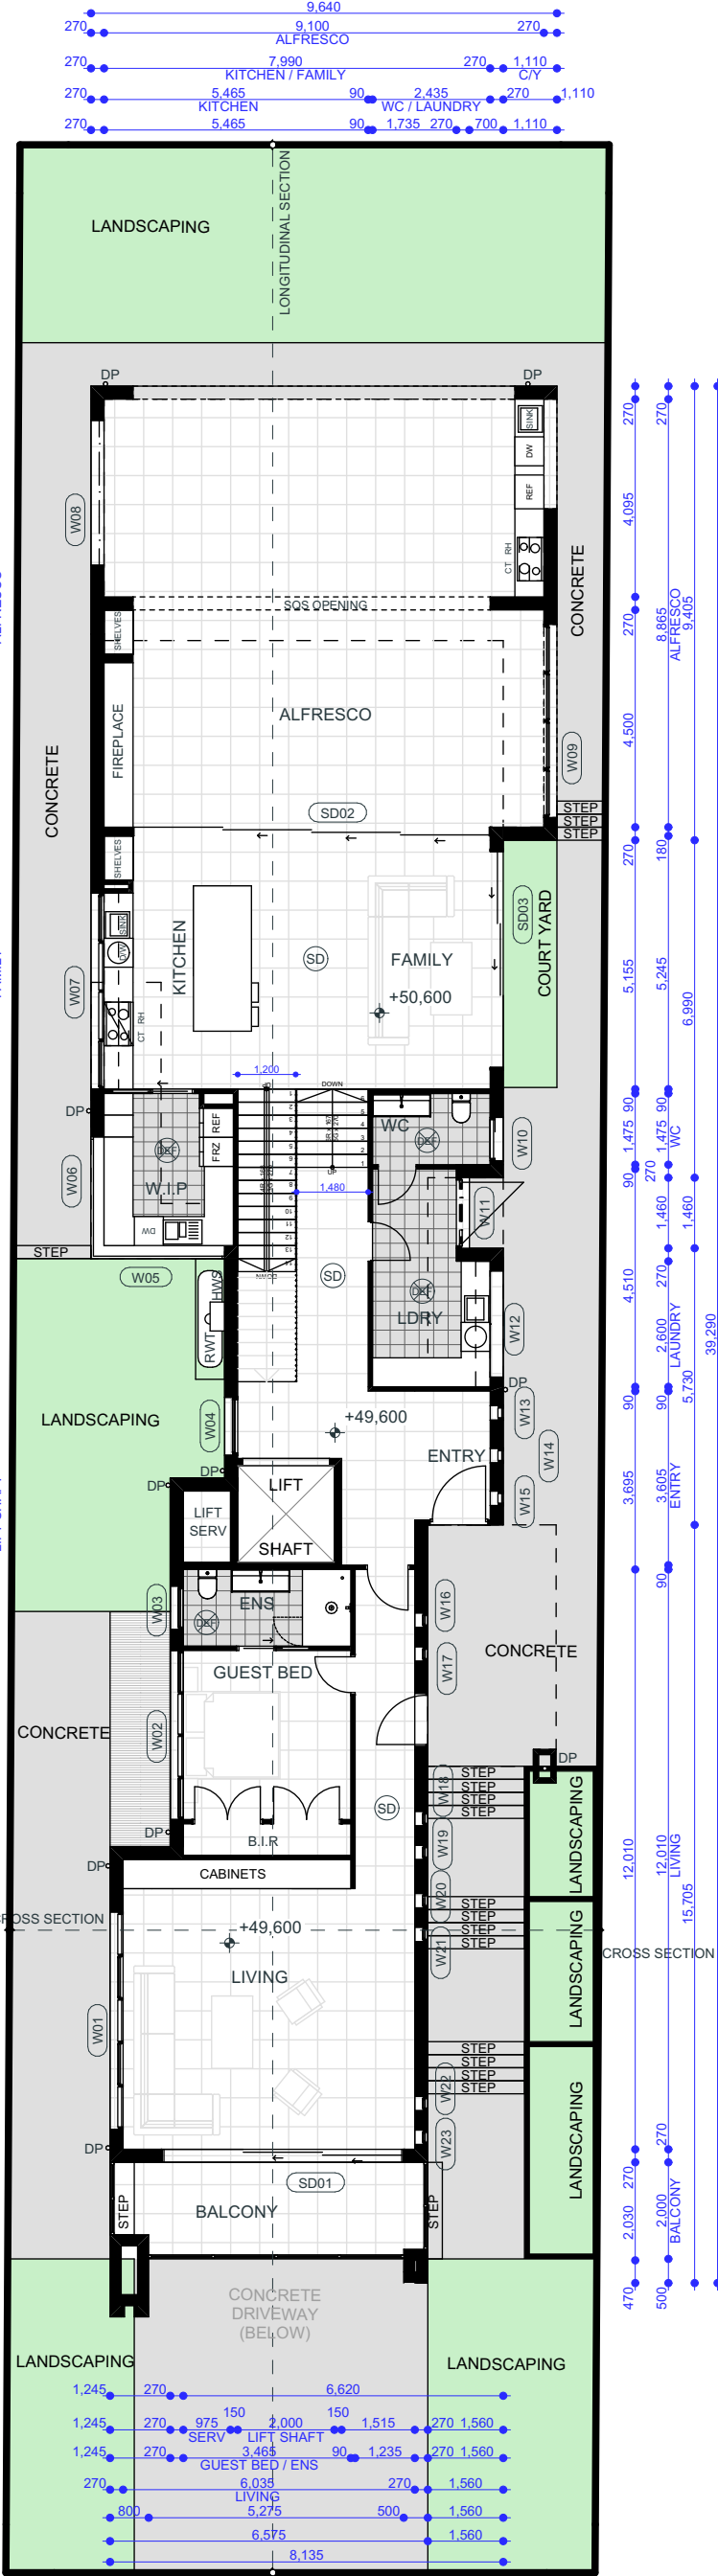 9,640
270 9,100 270
ALFRESCO
270 7,990 270 1,110
KITCHEN / FAMILY C/Y
270 5,465 90 2,435 270 1,110
KITCHEN WC / LAUNDRY
270 5,465 90 1,735 270 700 1,110
LANDSCAPING
LONGITUDINAL SECTION
DP DP
SINK
DW
REF
CT RH
W08
CONCRETE
SOS OPENING
SHELVES
ALFRESCO
FIREPLACE
CONCRETE
W09
SD02
STEP
STEP
STEP
SHELVES
SINK
D/W
KITCHEN
SD
FAMILY
+50,600
SD03
COURT YARD
W07
CT RH
1,200
DOWN
DP
REF
FRZ
W.I.P
DW
W06
WC
W10
UP
1,480
W11
STEP
W05
SD
DOWN
HWS
RWT
LDRY
W12
DP
LANDSCAPING
W04
+49,600
W13
ENTRY
W14
DP
DP
LIFT
SHAFT
LIFT
SERV
W15
ENS
W03
W16
W17
CONCRETE
GUEST BED
CONCRETE
W02
DP
STEP
STEP
STEP
STEP
W18
SD
DP
B.I.R
W19
LANDSCAPING
DP
CABINETS
W20
STEP
STEP
STEP
STEP
W21
CROSS SECTION
+49,600
LIVING
LANDSCAPING
CROSS SECTION
W01
STEP
STEP
STEP
STEP
W22
W23
LANDSCAPING
DP
SD01
STEP
BALCONY
STEP
CONCRETE
DRIVEWAY
(BELOW)
LANDSCAPING
LANDSCAPING
1,245 270 6,620
150 150
1,245 270 975 2,000 1,515 270 1,560
SERV LIFT SHAFT
1,245 270 3,465 90 1,235 270 1,560
GUEST BED / ENS
270 6,035 270 1,560
LIVING
800 5,275 500 1,560
6,575 1,560
8,135
270 4,095 270 4,500 270 5,155 90 1,475 90 4,510 90 3,695 12,010 270 2,030 470
270 8,865 180 5,245 90 1,475 270 1,460 270 2,600 90 3,605 90 12,010 270 2,000 500
ALFRESCO
WC
LAUNDRY
ENTRY
LIVING
BALCONY
9,405 6,990 1,460 5,730 15,705
39,290